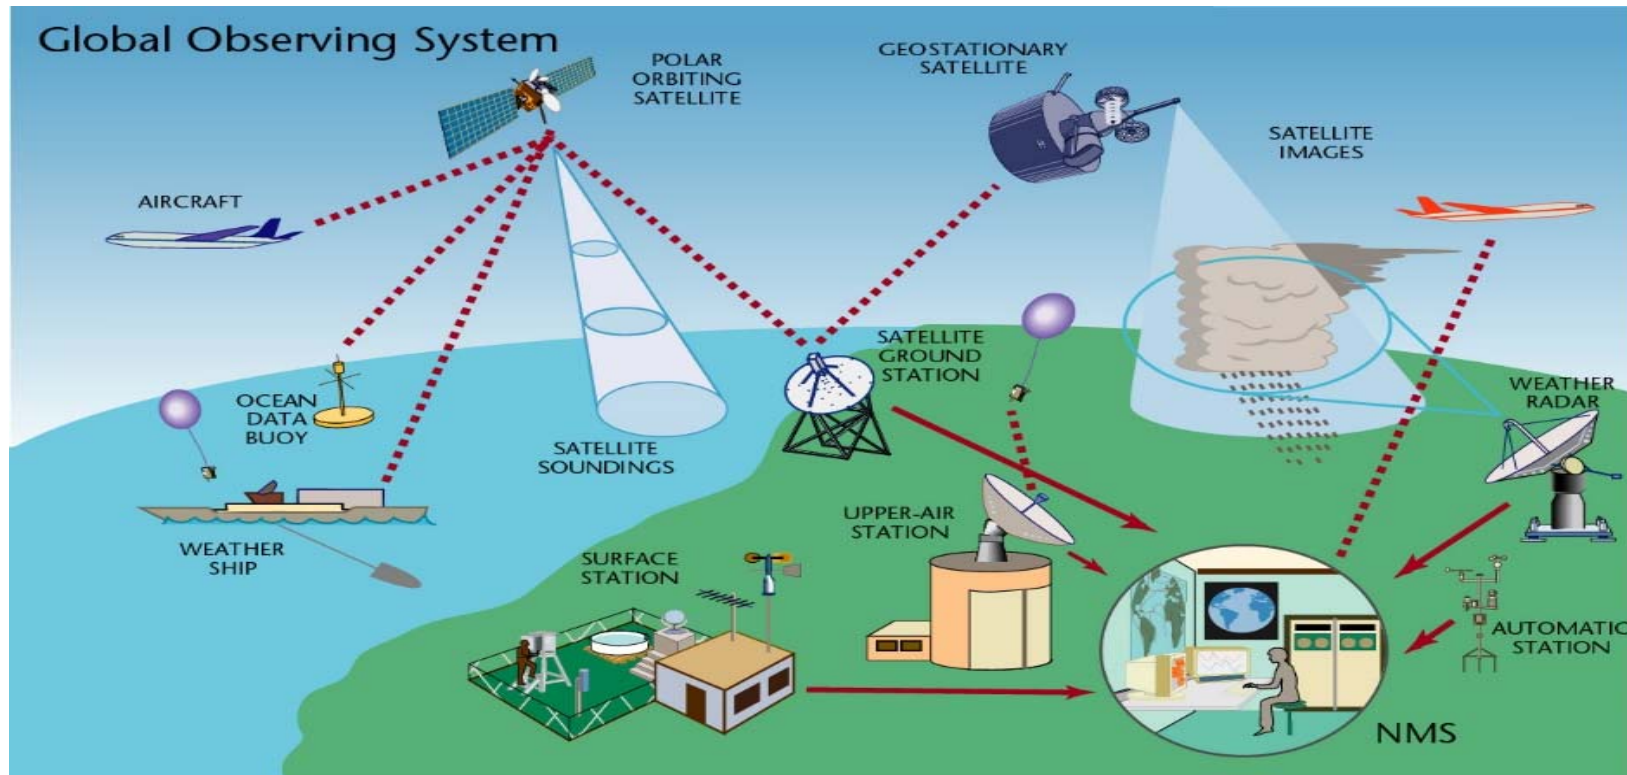 Global Observing System
POLAR
ORBITING
SATELLITE
GEOSTATIONARY
SATELLITE
SATELLITE
IMAGES
AIRCRAFT
SATELLITE
GROUND
STATION
WEATHER
RADAR
OCEAN
DATA
BUOY
SATELLITE
SOUNDINGS
UPPER-AIR
STATION
WEATHER
SHIP
SURFACE
STATION
AUTOMATIC
STATION
NMS